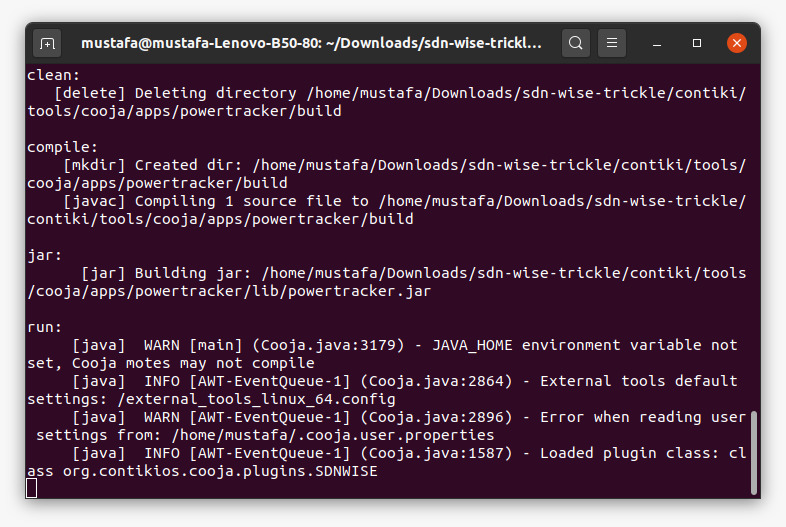 mustafa@mustafa-Lenovo-B50-80: ~/Downloads/sdn-wise-trickl...
clean:
[delete] Deleting directory /home/mustafa/Downloads/sdn-wise-trickle/contiki/
tools/cooja/apps/powertracker/build
compile:
[mkdir] Created dir: /home/mustafa/Downloads/sdn-wise-trickle/contiki/tools/
cooja/apps/powertracker/build
[javac] Compiling 1 source file to /home/mustafa/Downloads/sdn-wise-trickle/
contiki/tools/cooja/apps/powertracker/build
jar:
[jar] Building jar: /home/mustafa/Downloads/sdn-wise-trickle/contiki/tools
/cooja/apps/powertracker/lib/powertracker.jar
run:
[java]  WARN [main] (Cooja.java:3179) - JAVA_HOME environment variable not
set, Cooja motes may not compile
[java]  INFO [AWT-EventQueue-1] (Cooja.java:2864) - External tools default
settings: /external_tools_linux_64.config
[java]  WARN [AWT-EventQueue-1] (Cooja.java:2896) - Error when reading user
settings from: /home/mustafa/.cooja.user.properties
[java]  INFO [AWT-EventQueue-1] (Cooja.java:1587) - Loaded plugin class: cl
ass org.contikios.cooja.plugins.SDNWISE